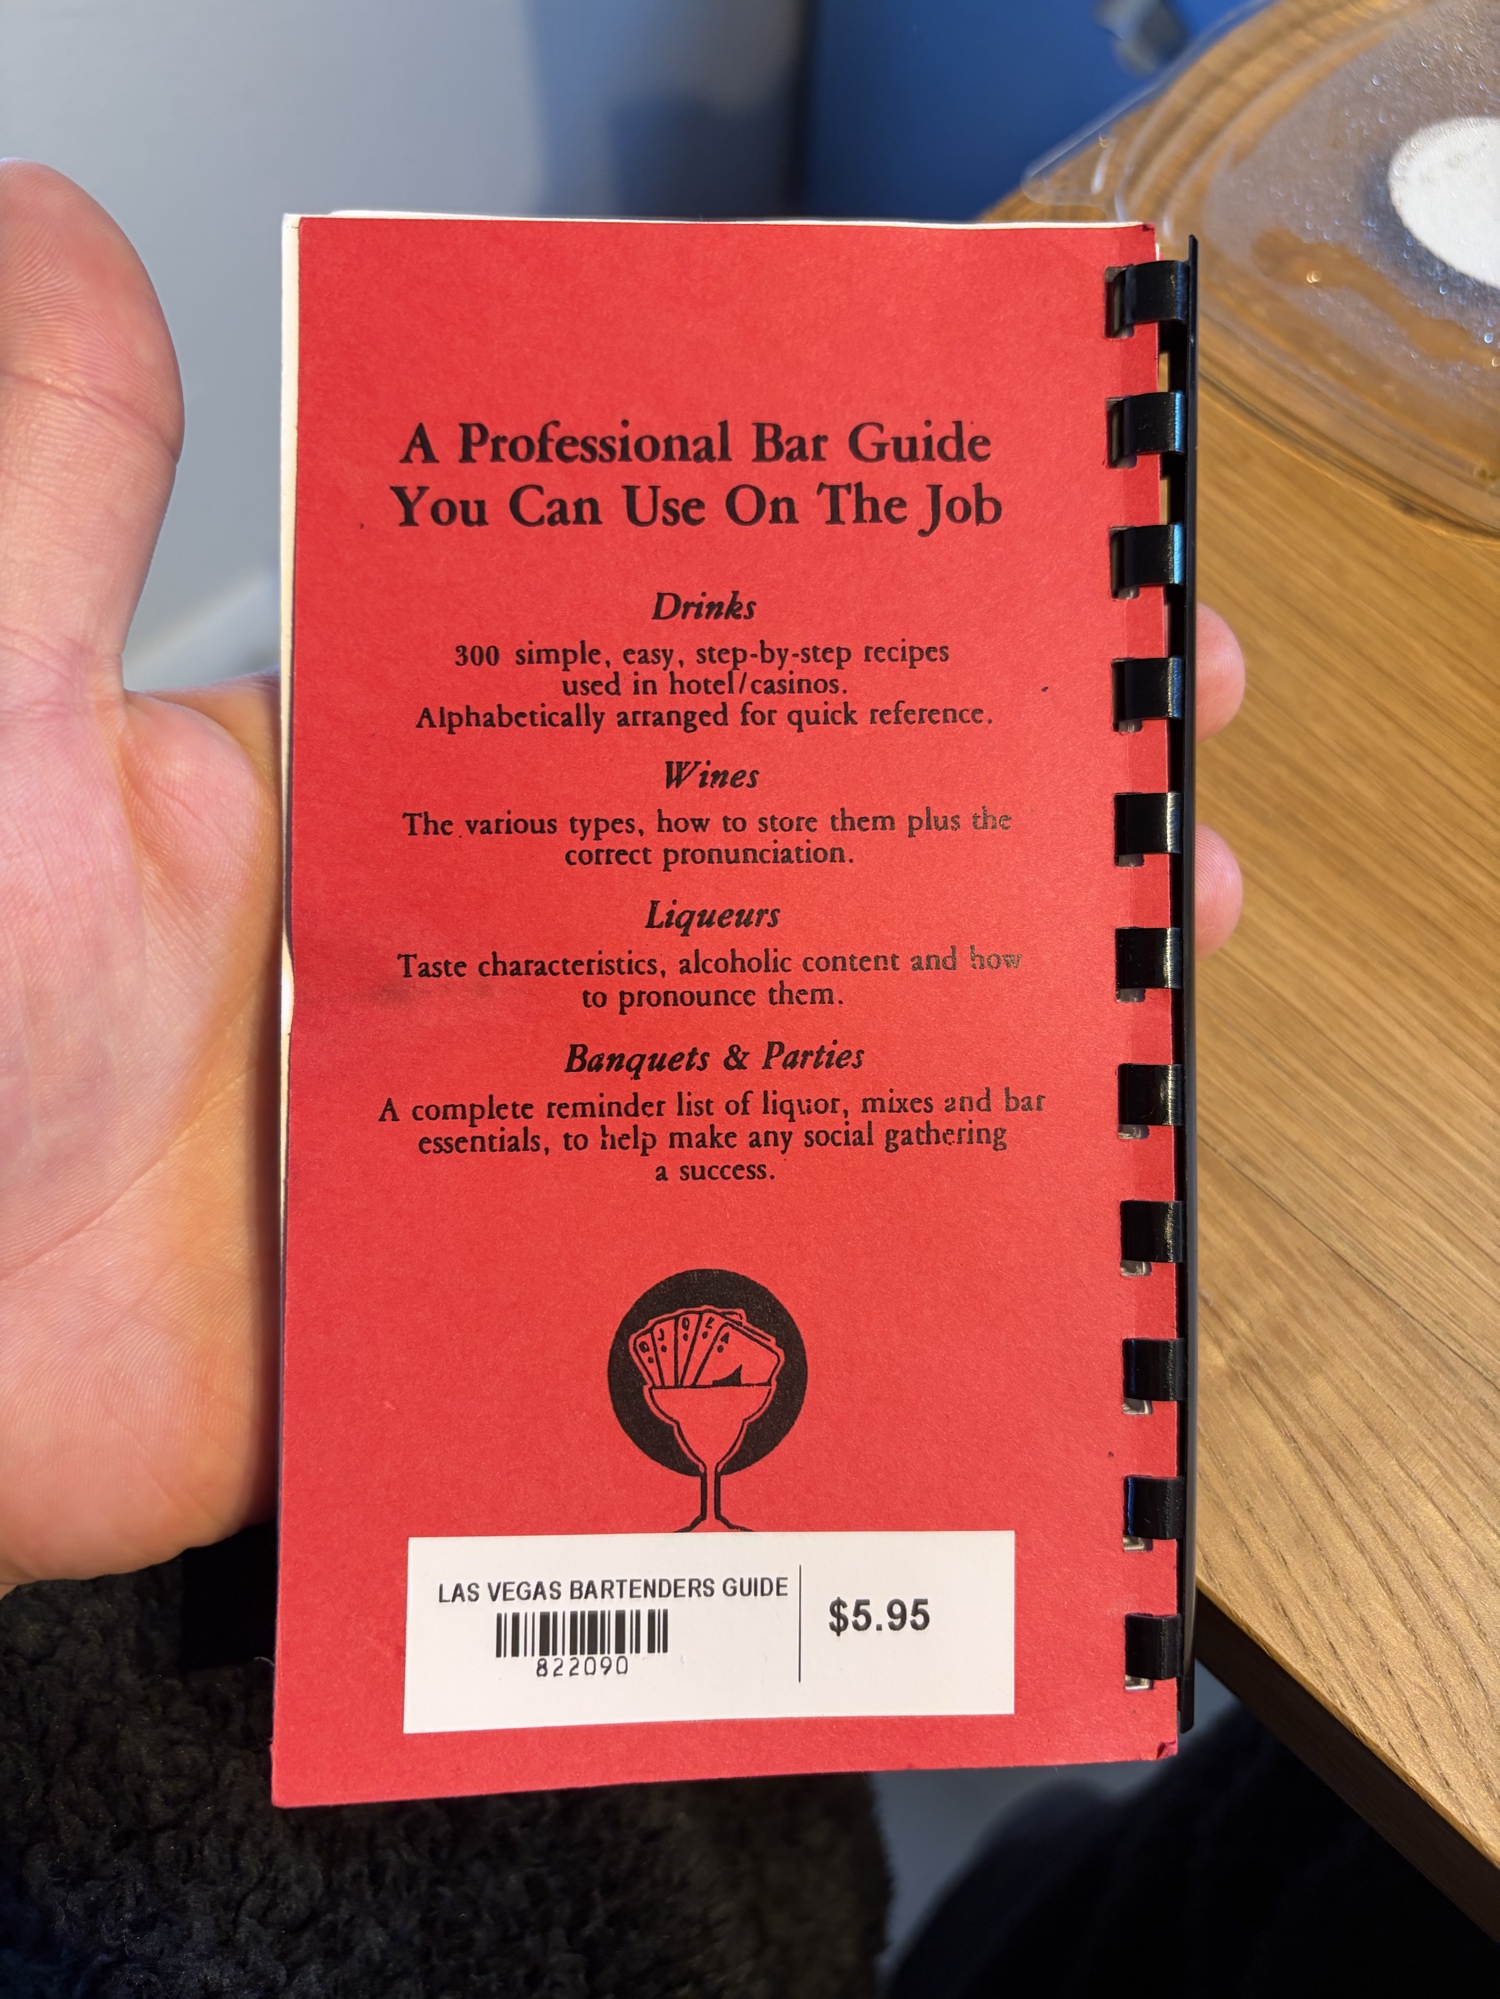 A Professional Bar Guide
You Can Use On The Job
Drinks
300 simple, easy, step-by-step recipes
used in hotel/casinos.
Alphabetically arranged for quick reference.
Wines
The various types, how to store them plus the
correct pronunciation.
Liqueurs
Taste characteristics, alcoholic content and how
to pronounce them.
Banquets & Parties
A complete reminder list of liquor, mixes and bar
essentials, to help make any social gathering
a success.
LAS VEGAS BARTENDERS GUIDE
822090
$5.95